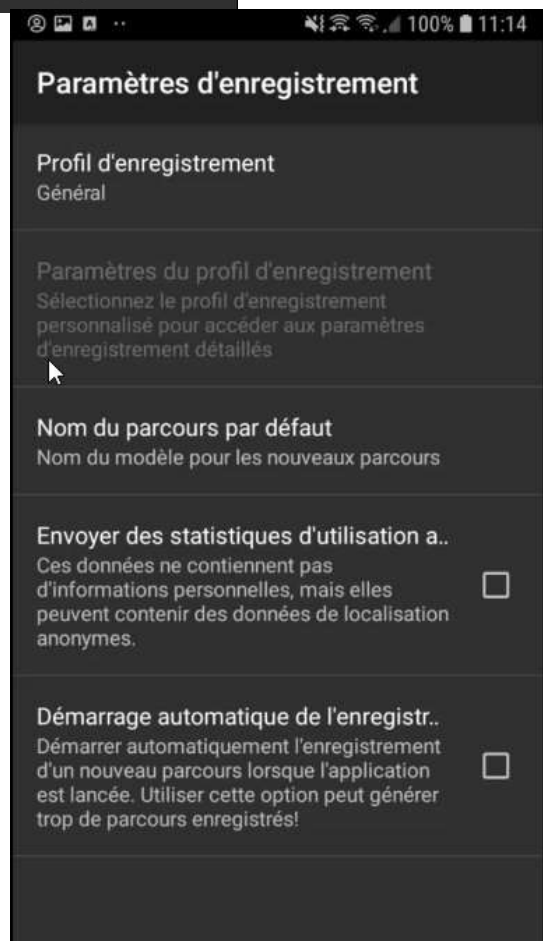 100% 11:14
Paramètres d'enregistrement
Profil d'enregistrement
Général
Paramètres du profil d'enregistrement
Sélectionnez le profil d'enregistrement
personnalisé pour accéder aux paramètres
d'enregistrement détaillés
Nom du parcours par défaut
Nom du modèle pour les nouveaux parcours
Envoyer des statistiques d'utilisation a..
Ces données ne contiennent pas
d'informations personnelles, mais elles
peuvent contenir des données de localisation
anonymes.
Démarrage automatique de l'enregistr..
Démarrer automatiquement l'enregistrement
d'un nouveau parcours lorsque l'application
est lancée. Utiliser cette option peut générer
trop de parcours enregistrés!